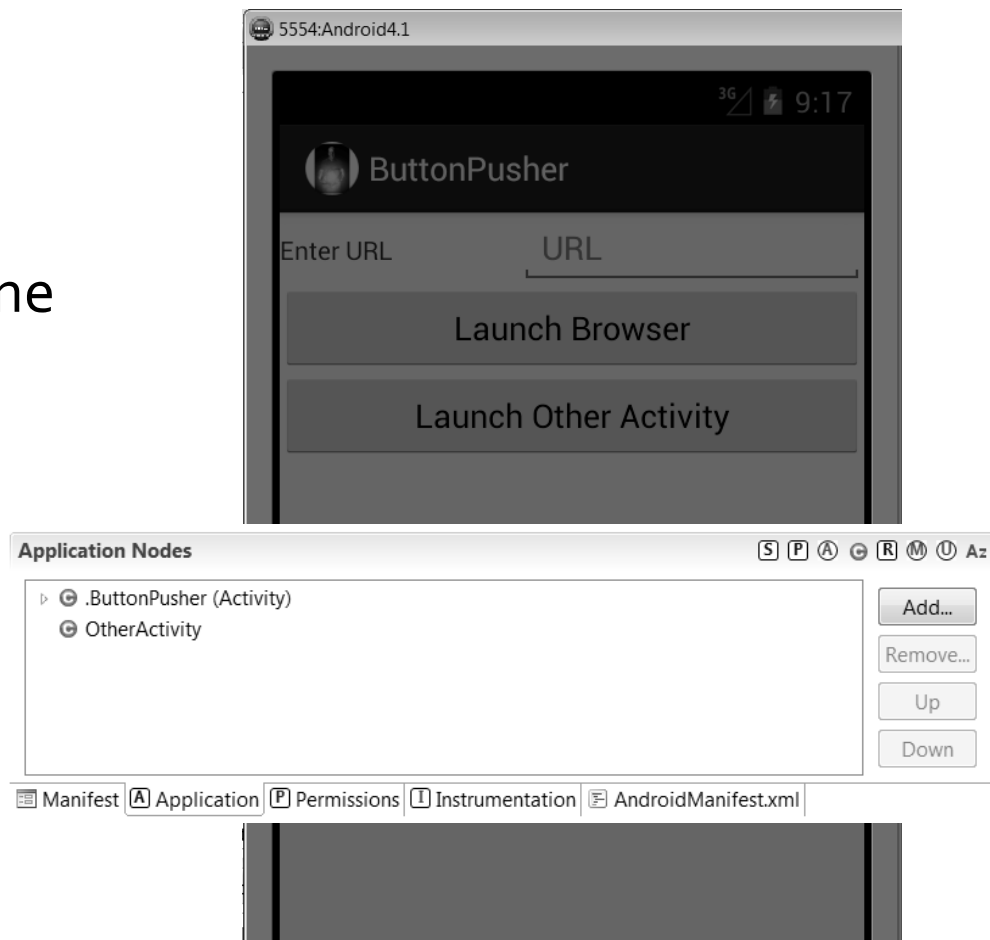 5554:Android4.1
3G 9:17
ButtonPusher
Enter URL URL
ne
Launch Browser
Launch Other Activity
Application Nodes S P A C R M U Az
C .ButtonPusher (Activity)
C OtherActivity
Add...
Remove...
Up
Down
Manifest A Application P Permissions I Instrumentation F AndroidManifest.xml